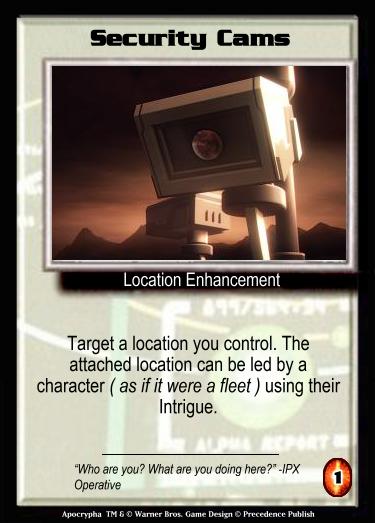 Security Cams
Location Enhancement
Target a location you control. The
attached location can be led by a
character ( as if it were a fleet ) using their
Intrigue.
"Who are you? What are you doing here?" -IPX
Operative
1
Apocrypha TM & © Warner Bros. Game Design © Precedence Publish
ALPHA REPORT